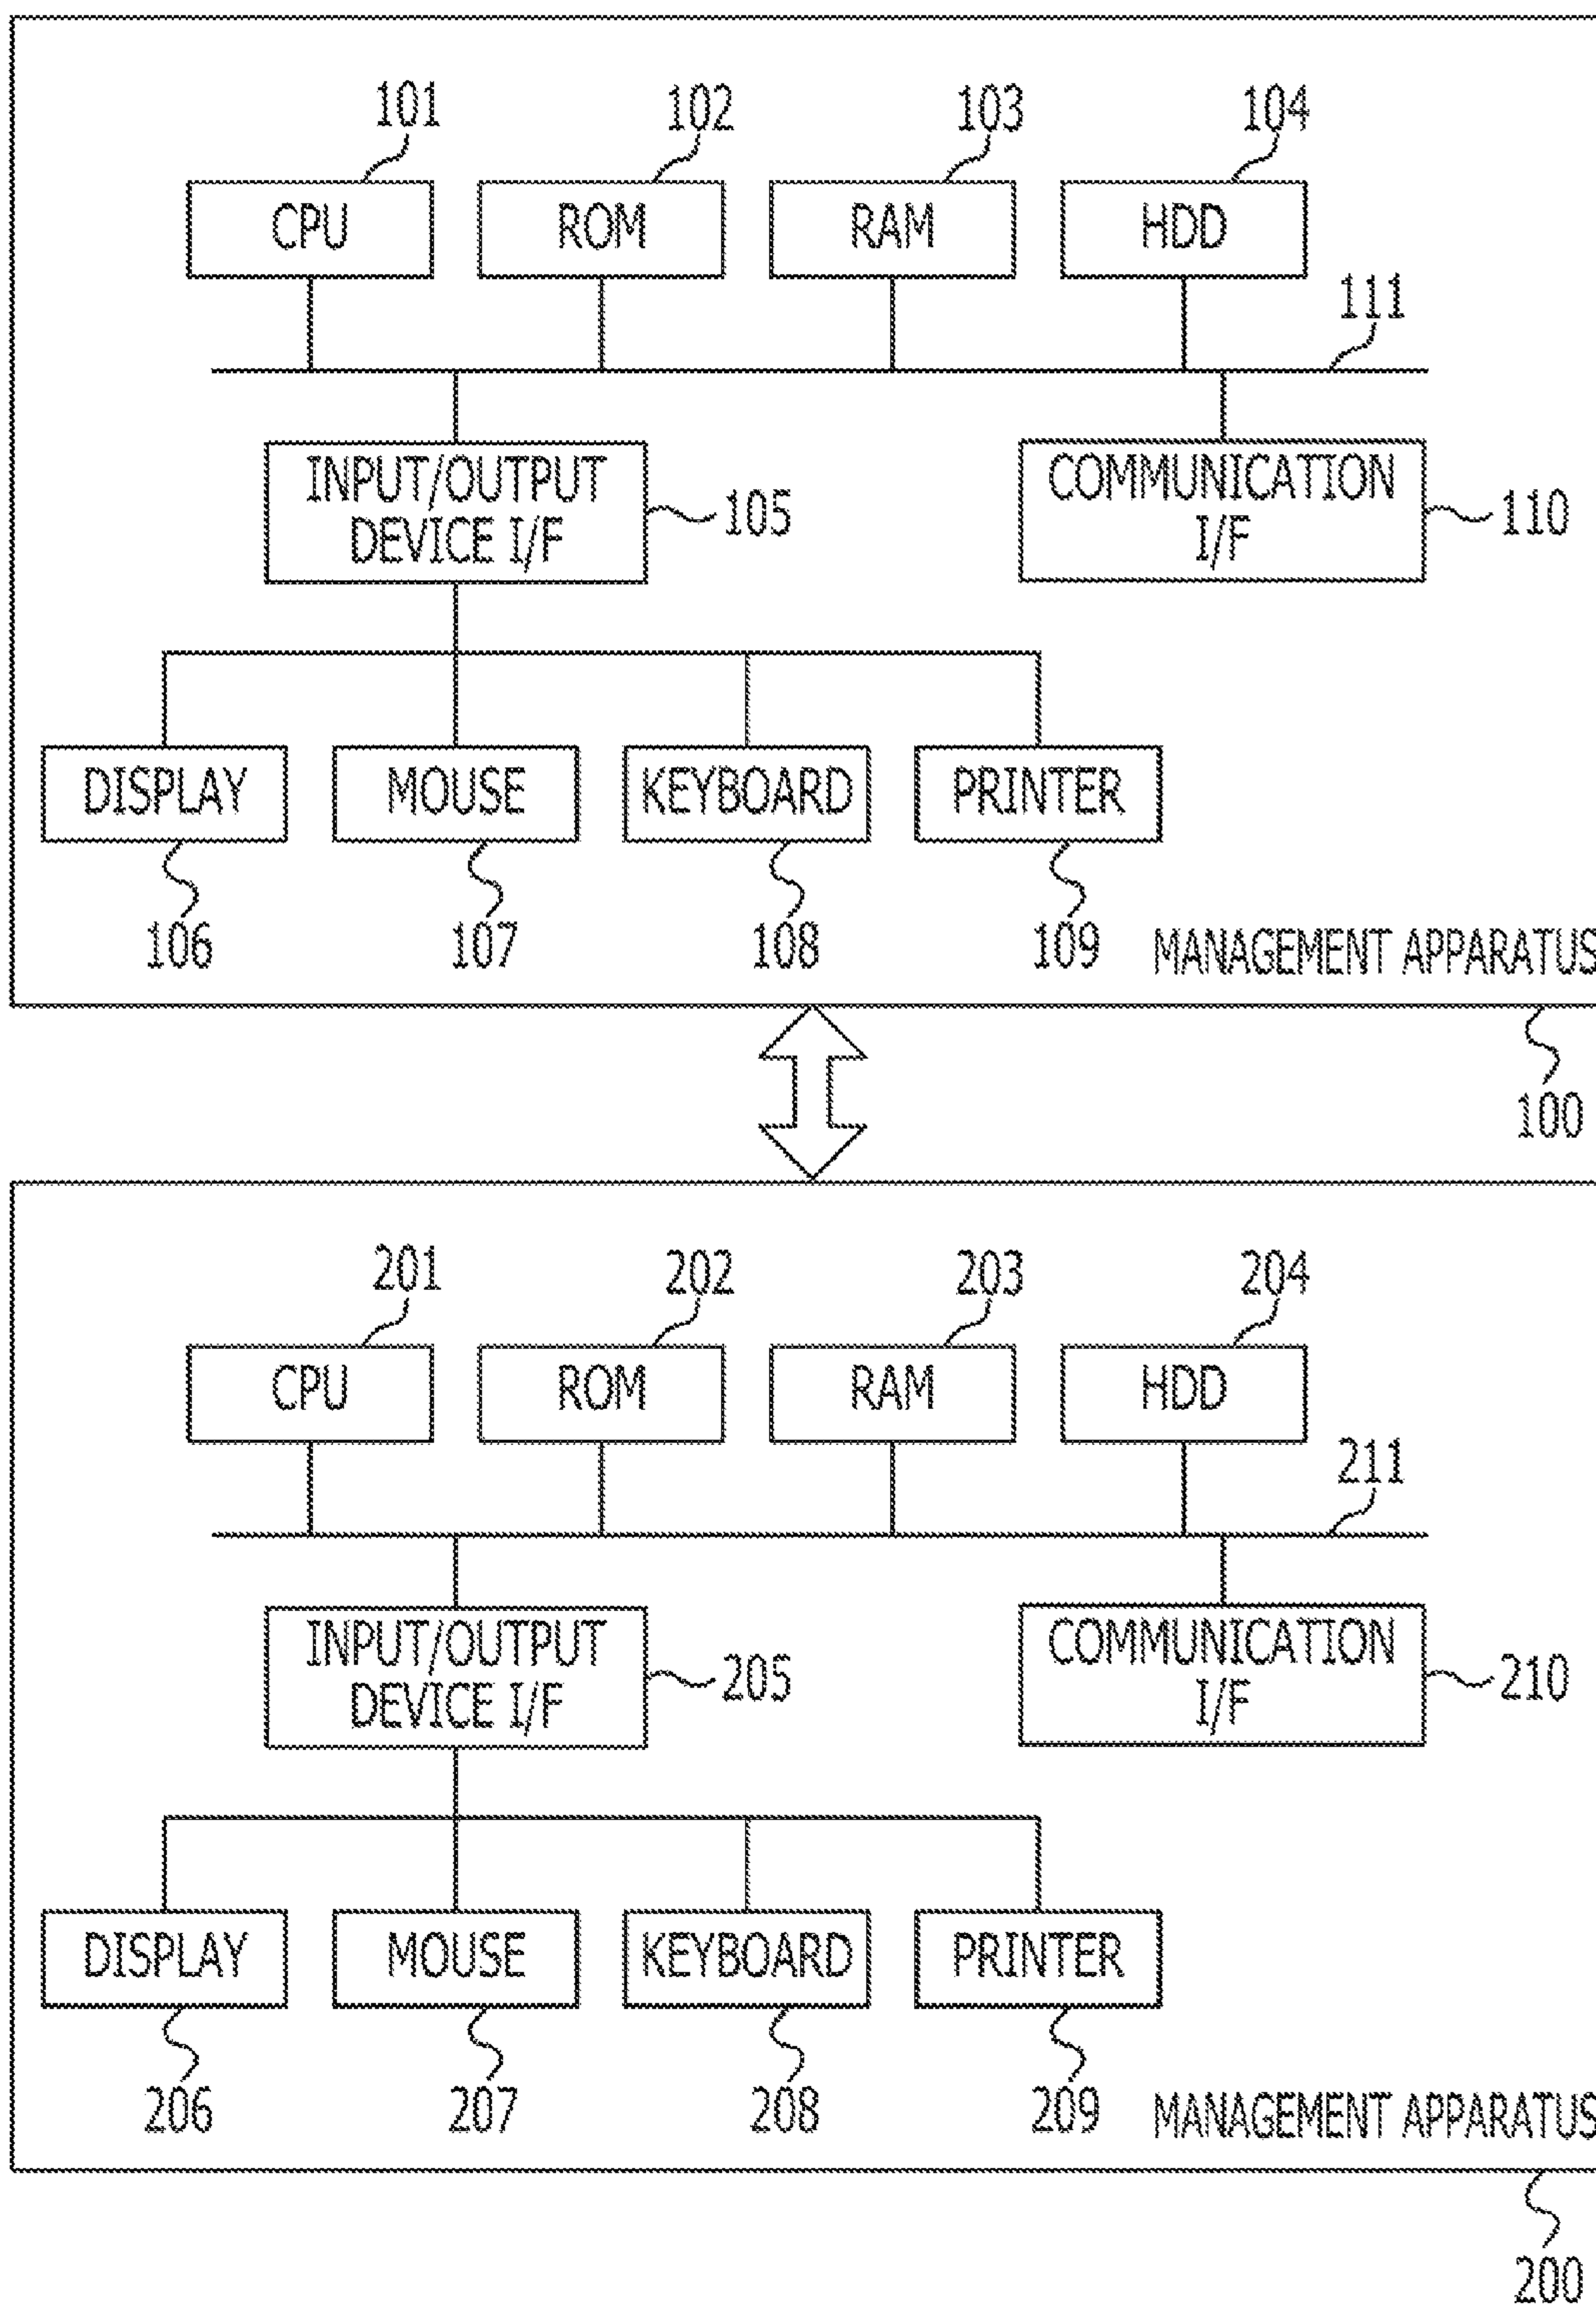 101
102
103
104
CPU
ROM
RAM
HDD
111
INPUT/OUTPUT
DEVICE I/F
105
COMMUNICATION
I/F
110
DISPLAY
MOUSE
KEYBOARD
PRINTER
106
107
108
109
MANAGEMENT APPARATUS
100
201
202
203
204
CPU
ROM
RAM
HDD
211
INPUT/OUTPUT
DEVICE I/F
205
COMMUNICATION
I/F
210
DISPLAY
MOUSE
KEYBOARD
PRINTER
206
207
208
209
MANAGEMENT APPARATUS
200